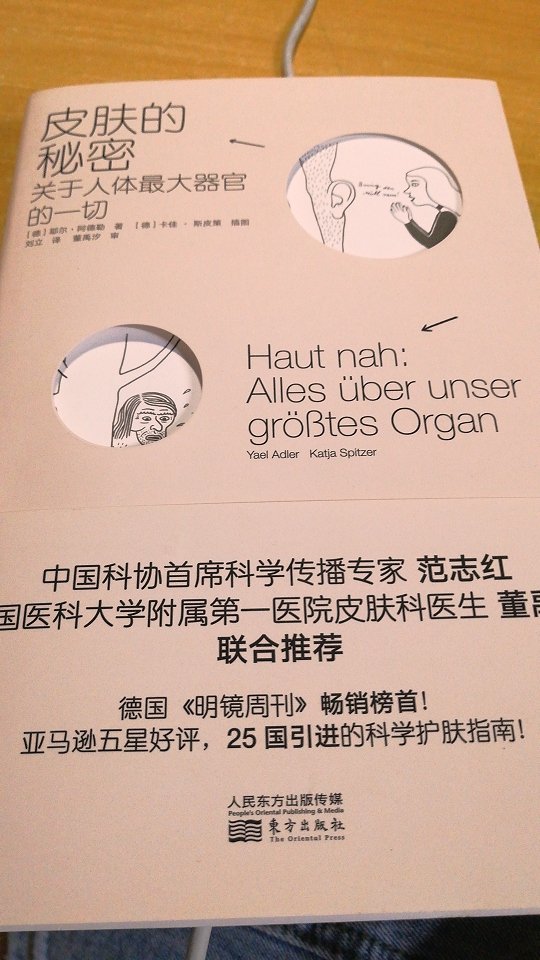 皮肤的
秘密
关于人体最大器官
的一切
[德] 耶尔·阿德勒 著 [德] 卡佳·斯皮策 插图
刘立 译 董禹汐 审
Haut nah:
Alles über unser
größtes Organ
Yael Adler Katja Spitzer
中国科协首席科学传播专家 范志红
国医科大学附属第一医院皮肤科医生 董禹
联合推荐
德国《明镜周刊》畅销榜首!
亚马逊五星好评，25国引进的科学护肤指南!
人民东方出版传媒
People's Oriental Publishing & Media
東方出版社
The Oriental Press